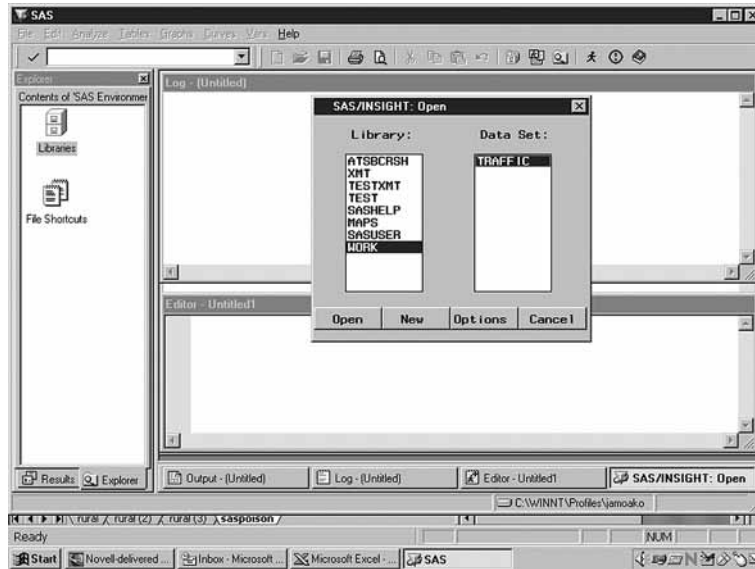 SAS
File Edit Analyze Tables Graphs Curves Vars Help
Explorer
Contents of 'SAS Environmer
Libraries
File Shortcuts
Log - (Untitled)
SAS/INSIGHT: Open
Library:
Data Set:
ATSBCRSH
XMT
TESTXMT
TEST
SASHELP
MAPS
SASUSER
WORK
TRAFFIC
Open
New
Options
Cancel
Editor - Untitled1
Results
Explorer
Output - (Untitled)
Log - (Untitled)
Editor - Untitled1
SAS/INSIGHT: Open
C:\WINNT\Profiles\jamoako
rural
rural (2)
rural (3)
saspoison
Ready
NUM
Start
Novell-delivered ...
Inbox - Microsoft ...
Microsoft Excel - ...
SAS